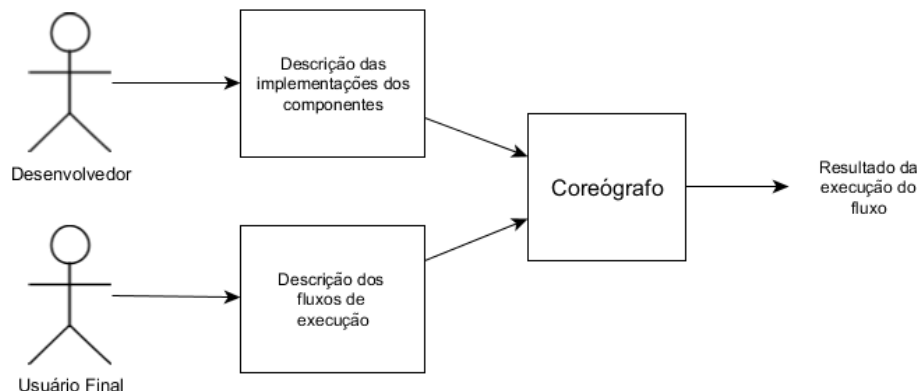 Descrição das
implementações dos
componentes
Desenvolvedor
Coreógrafo
Resultado da
execução do
fluxo
Descrição dos
fluxos de
execução
Usuário Final